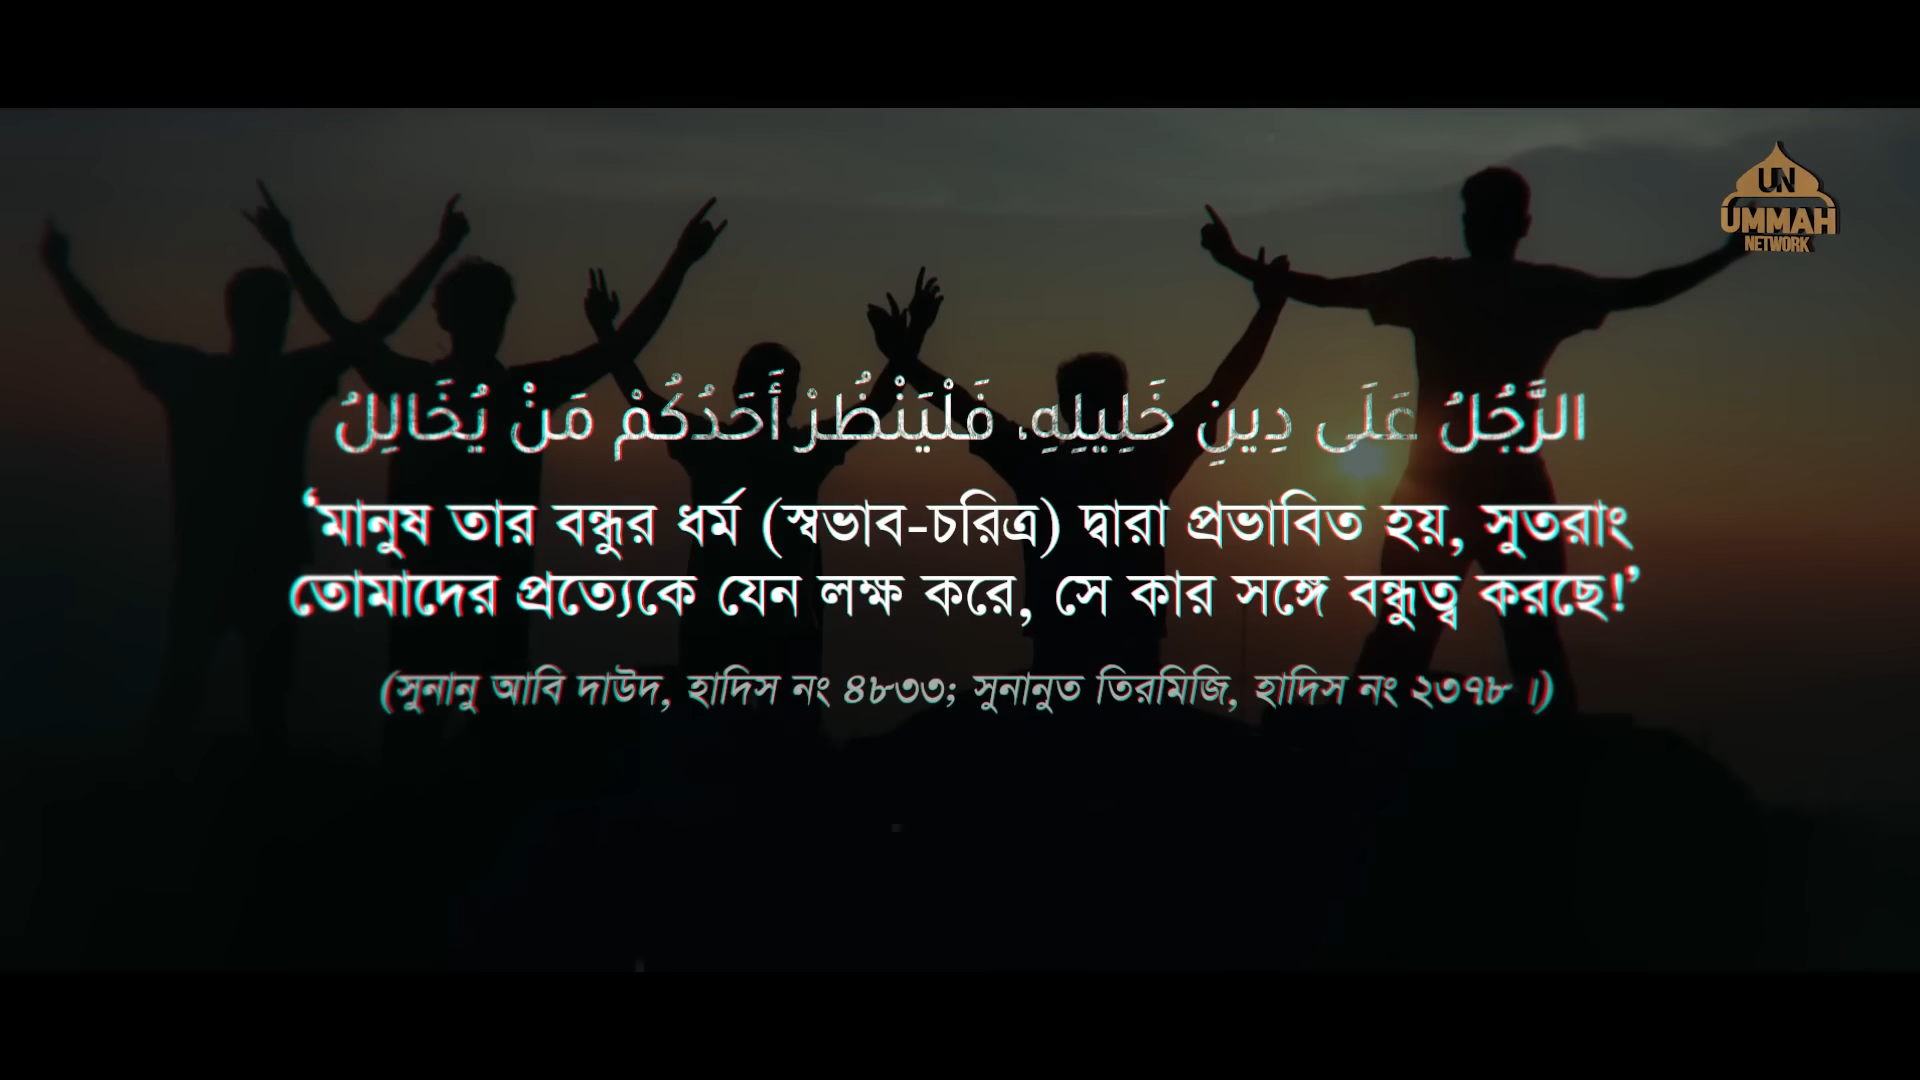 UN
UMMAH
NETWORK
الرَّجُلُ عَلَى دِينِ خَلِيلِهِ، فَلْيَنْظُرْ أَحَدُكُمْ مَنْ يُخَالِلُ
‘মানুষ তার বন্ধুর ধর্ম (স্বভাব-চরিত্র) দ্বারা প্রভাবিত হয়, সুতরাং
তোমাদের প্রত্যেকে যেন লক্ষ করে, সে কার সঙ্গে বন্ধুত্ব করছে!’
(সুনানু আবি দাউদ, হাদিস নং ৪৮৩৩; সুনানুত তিরমিজি, হাদিস নং ২৩৭৮ ।)